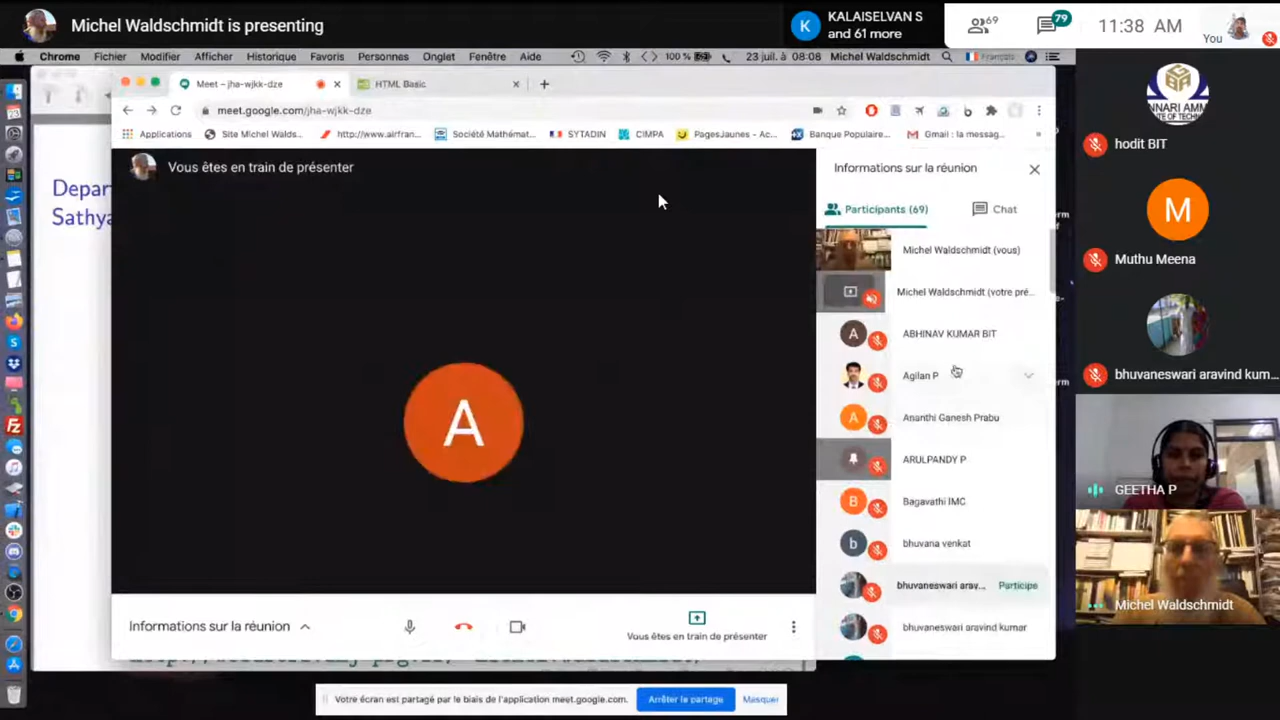 Michel Waldschmidt is presenting
K
KALAISELVAN S
and 61 more
69
79
11:38 AM
You
Chrome Fichier Modifier Affichage Historique Favoris Personnes Onglet Fenêtre Aide 100 % 23 juil. à 08:08 Michel Waldschmidt Français
Meet – jha-wjkk-dze
HTML Basic
meet.google.com/jha-wjkk-dze
Applications
Site Michel Walds...
http://www.airfran...
Société Mathémat...
SYTADIN
CIMPA
PagesJaunes - Ac...
Banque Populaire...
Gmail : la messag...
Vous êtes en train de présenter
Depar
Sathya
A
Informations sur la réunion
Participants (69)
Chat
Michel Waldschmidt (vous)
Michel Waldschmidt (votre pré...
A
ABHINAV KUMAR BIT
Agilan P
A
Ananthi Ganesh Prabu
ARULPANDY P
B
Bagavathi IMC
b
bhuvana venkat
bhuvaneswari arav...
Participe
bhuvaneswari aravind kumar
Informations sur la réunion
Vous êtes en train de présenter
Votre écran est partagé par le biais de l'application meet.google.com.
Arrêter le partage
Masquer
NNARI AMM
hodit BIT
M
Muthu Meena
bhuvaneswari aravind kum...
GEETHA P
Michel Waldschmidt